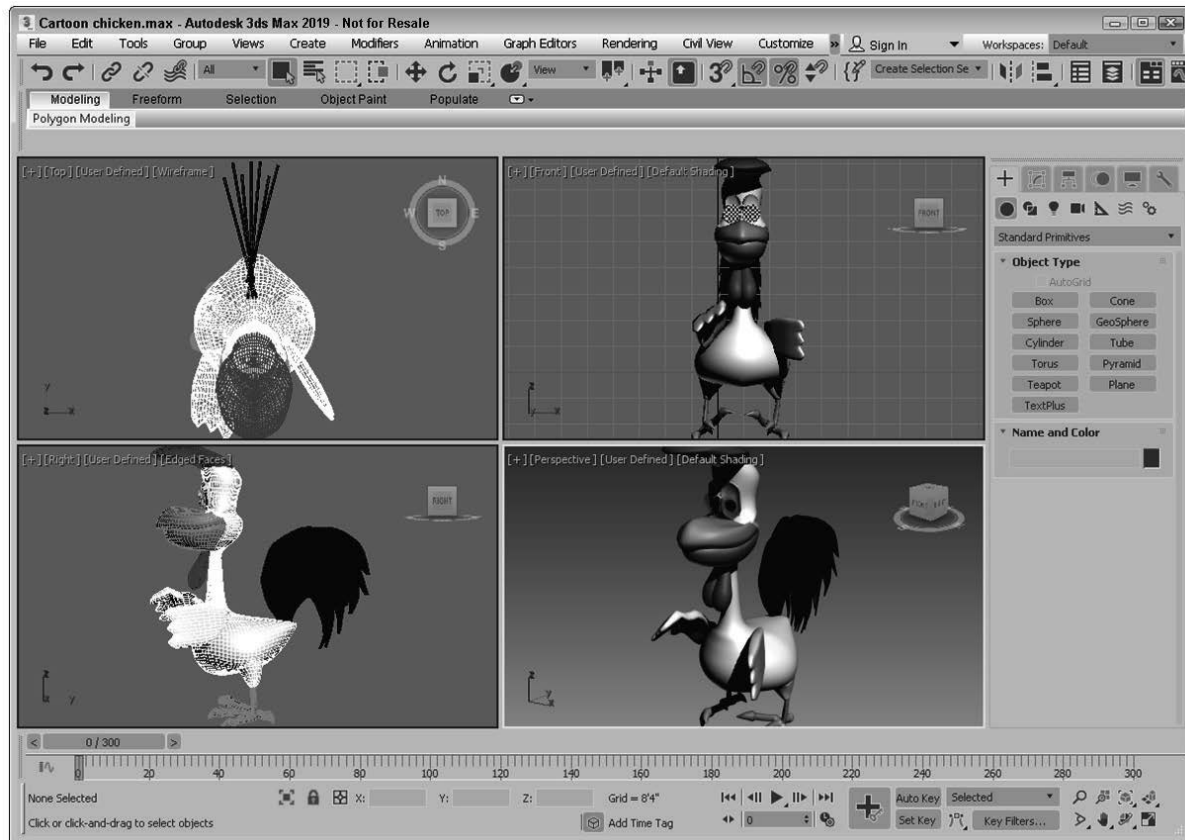 Cartoon chicken.max - Autodesk 3ds Max 2019 - Not for Resale
File Edit Tools Group Views Create Modifiers Animation Graph Editors Rendering Civil View Customize » Sign In Workspaces: Default
All View 3 Create Selection Se
Modeling Freeform Selection Object Paint Populate
Polygon Modeling
[+] [Top] [User Defined] [Wireframe]
N
W TOP E
S
y
z x
[+] [Front] [User Defined] [Default Shading]
FRONT
z
x
[+] [Right] [User Defined] [Edged Faces]
RIGHT
z
y
[+] [Perspective] [User Defined] [Default Shading]
z
y
x
Standard Primitives
Object Type
AutoGrid
Box Cone
Sphere GeoSphere
Cylinder Tube
Torus Pyramid
Teapot Plane
TextPlus
Name and Color
< 0 / 300 >
0 20 40 60 80 100 120 140 160 180 200 220 240 260 280 300
None Selected X: Y: Z: Grid = 8'4" Auto Key Selected
Click or click-and-drag to select objects Add Time Tag 0 Set Key Key Filters...